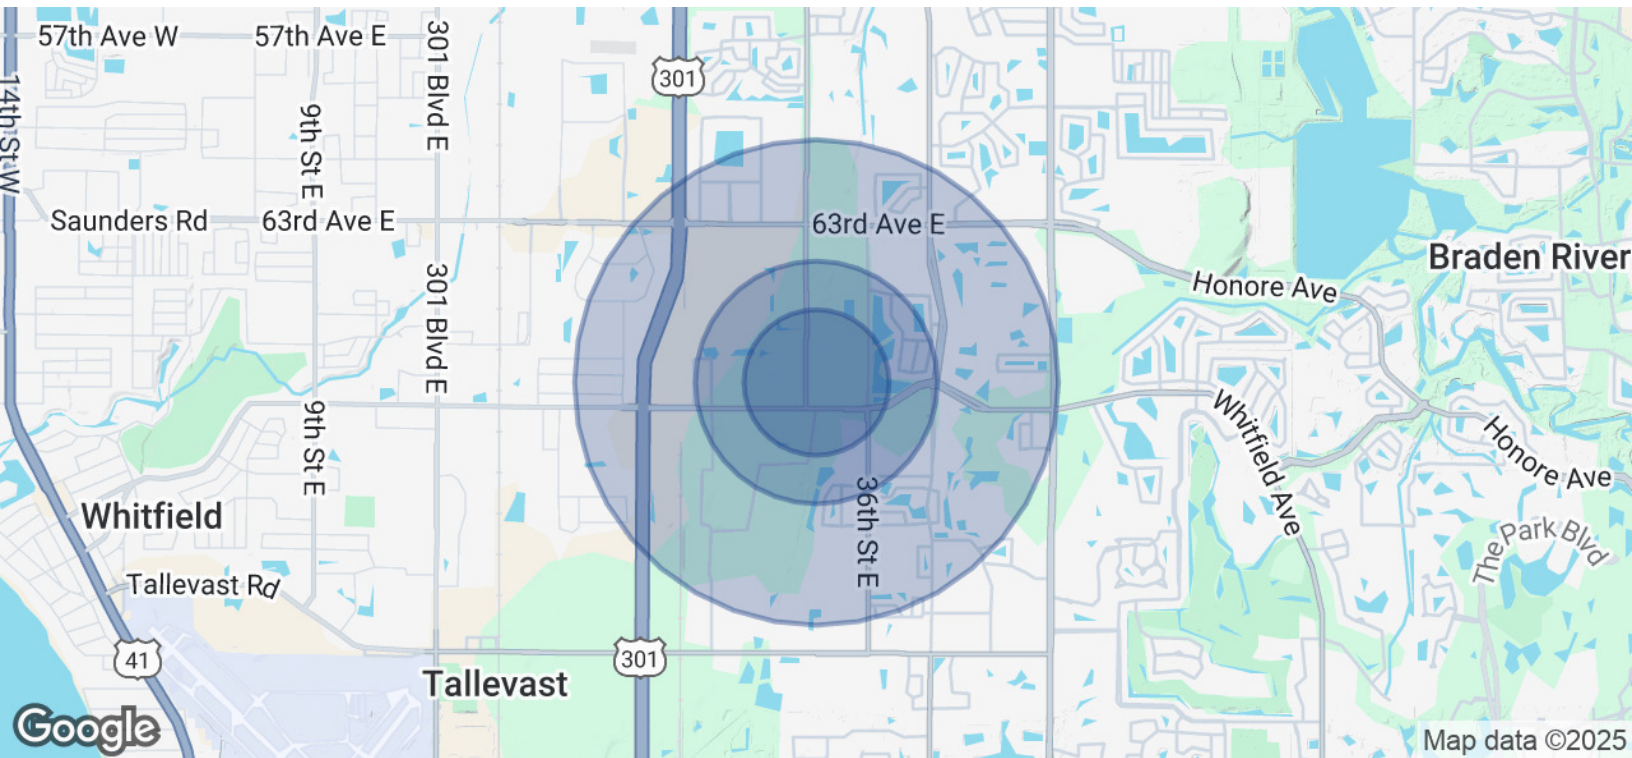 57th Ave W
57th Ave E
301 Blvd E
301
14th St W
9th St E
Saunders Rd
63rd Ave E
63rd Ave E
Braden River
Honore Ave
301 Blvd E
9th St E
Whitfield Ave
Honore Ave
Whitfield
36th St E
The Park Blvd
Tallevast Rd
41
301
Tallevast
Google
Map data ©2025